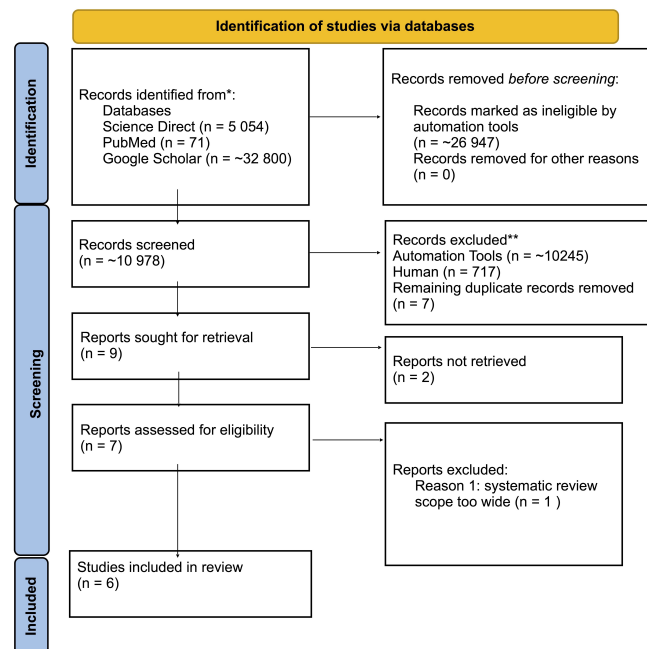 Identification of studies via databases
Identification
Records identified from*:
Databases
Science Direct (n = 5 054)
PubMed (n = 71)
Google Scholar (n = ~32 800)
Records removed before screening:
Records marked as ineligible by
automation tools
(n = ~26 947)
Records removed for other reasons
(n = 0)
Screening
Records screened
(n = ~10 978)
Records excluded**
Automation Tools (n = ~10245)
Human (n = 717)
Remaining duplicate records removed
(n = 7)
Reports sought for retrieval
(n = 9)
Reports not retrieved
(n = 2)
Reports assessed for eligibility
(n = 7)
Reports excluded:
Reason 1: systematic review
scope too wide (n = 1 )
Included
Studies included in review
(n = 6)